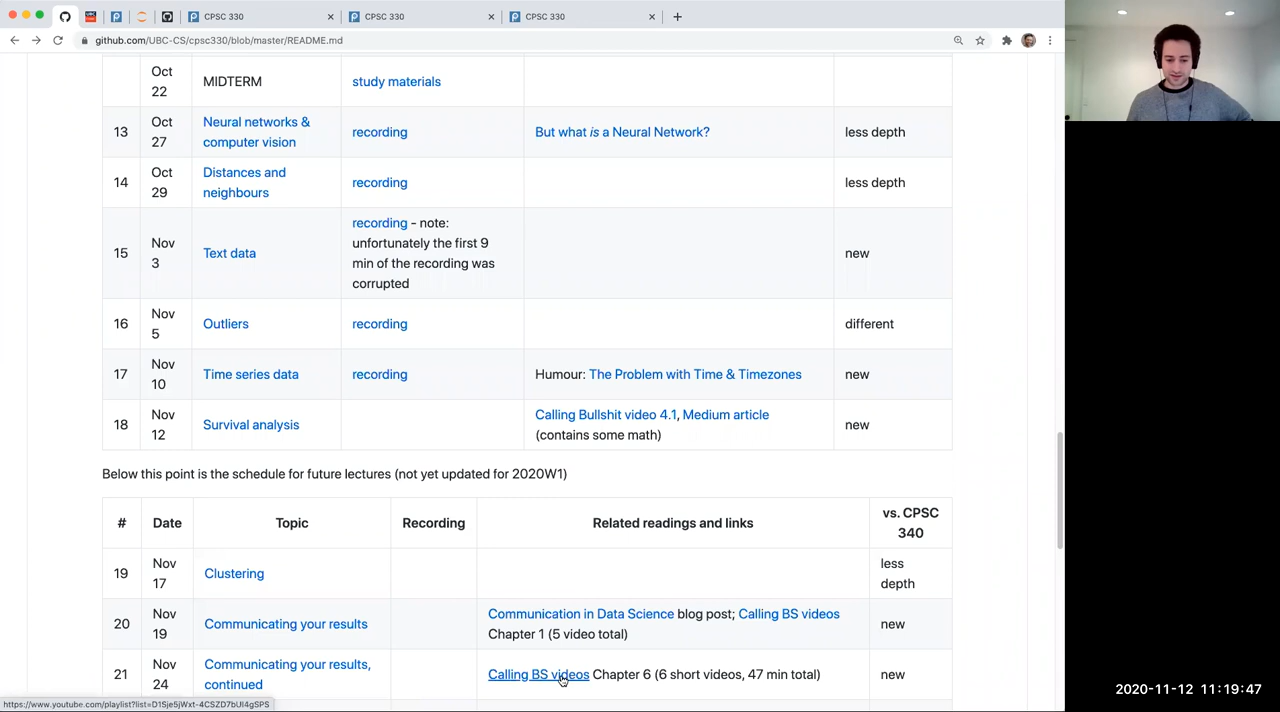 CPSC 330
CPSC 330
CPSC 330
github.com/UBC-CS/cpsc330/blob/master/README.md
Oct 22 MIDTERM study materials
13 Oct 27 Neural networks & computer vision recording But what is a Neural Network? less depth
14 Oct 29 Distances and neighbours recording less depth
15 Nov 3 Text data recording - note: unfortunately the first 9 min of the recording was corrupted new
16 Nov 5 Outliers recording different
17 Nov 10 Time series data recording Humour: The Problem with Time & Timezones new
18 Nov 12 Survival analysis Calling Bullshit video 4.1, Medium article (contains some math) new
Below this point is the schedule for future lectures (not yet updated for 2020W1)
# Date Topic Recording Related readings and links vs. CPSC 340
19 Nov 17 Clustering less depth
20 Nov 19 Communicating your results Communication in Data Science blog post; Calling BS videos Chapter 1 (5 video total) new
21 Nov 24 Communicating your results, continued Calling BS videos Chapter 6 (6 short videos, 47 min total) new
2020-11-12 11:19:47